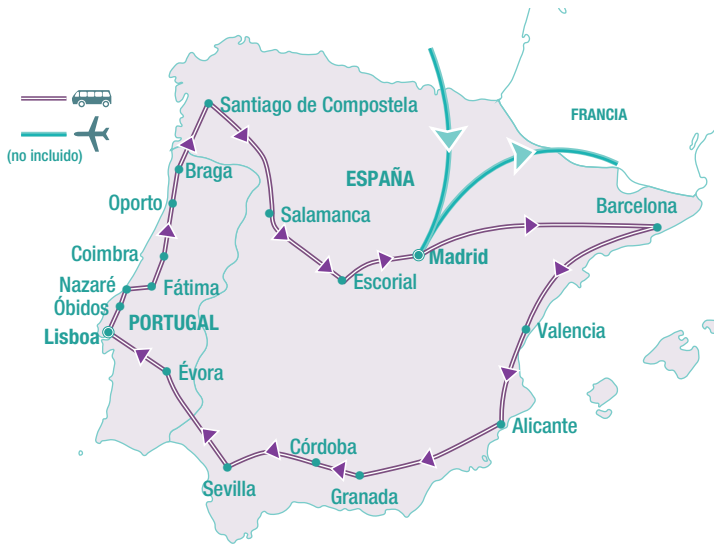 Santiago de Compostela
FRANCIA
(no incluido)
Braga
ESPAÑA
Oporto
Salamanca
Barcelona
Coimbra
Madrid
Escorial
Nazaré
Fátima
Óbidos
PORTUGAL
Lisboa
Valencia
Évora
Alicante
Córdoba
Sevilla
Granada